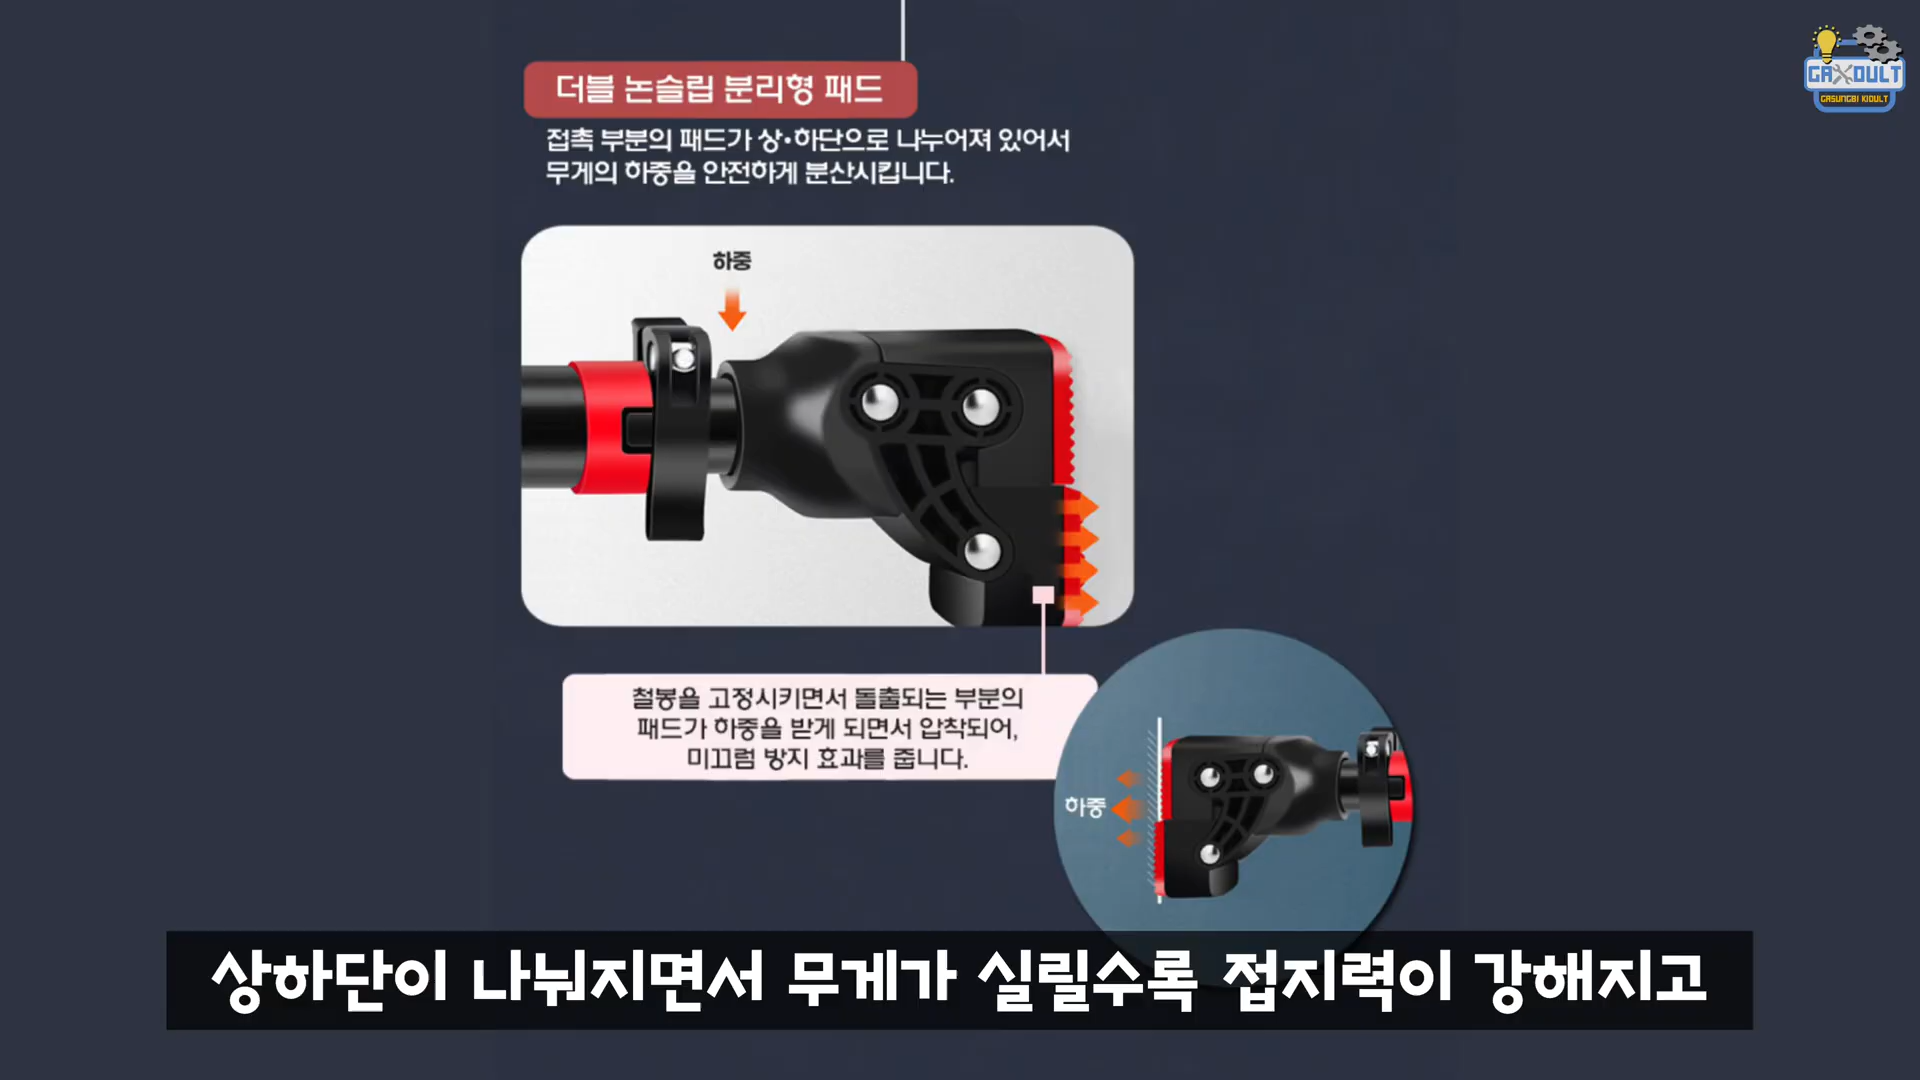 더블 논슬립 분리형 패드
접촉 부분의 패드가 상•하단으로 나누어져 있어서
무게의 하중을 안전하게 분산시킵니다.
하중
철봉을 고정시키면서 돌출되는 부분의
패드가 하중을 받게 되면서 압착되어,
미끄럼 방지 효과를 줍니다.
하중
상하단이 나눠지면서 무게가 실릴수록 접지력이 강해지고
GAXDULT
GASUNGBI KIDULT